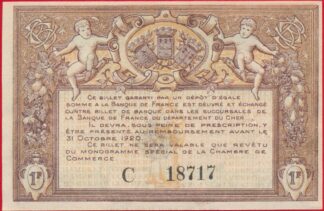 CE BILLET GARANTI PAR UN DÉPÔT D'ÉGALE
SOMME A LA BANQUE DE FRANCE EST DÉLIVRÉ ET ÉCHANGÉ
CONTRE BILLET DE BANQUE DANS LES SUCCURSALES DE
LA BANQUE DE FRANCE DU DÉPARTEMENT DU CHER
IL DEVRA, SOUS PEINE DE PRESCRIPTION, Y
ÊTRE PRÉSENTÉ AU REMBOURSEMENT AVANT LE
31 OCTOBRE 1920.
CE BILLET NE SERA VALABLE QUE REVÊTU
DU MONOGRAMME SPÉCIAL DE LA CHAMBRE DE
COMMERCE.
1F C 18717 1F